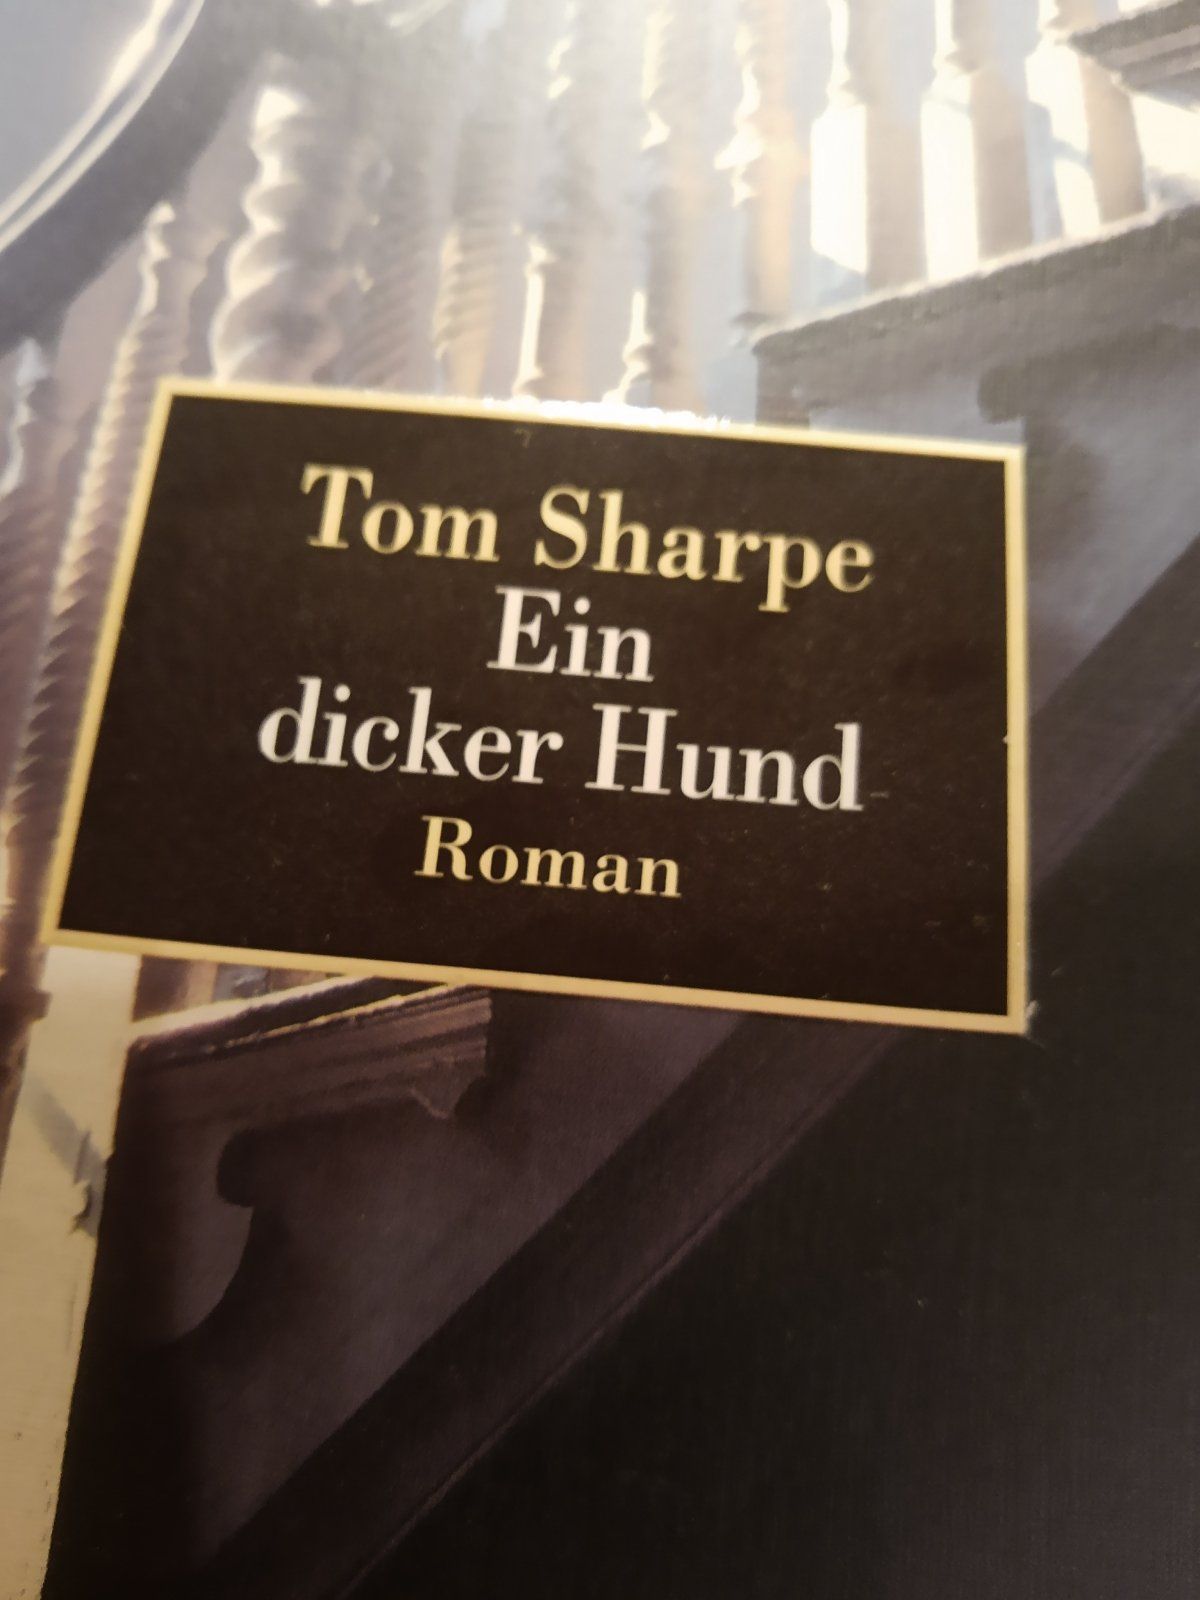 Tom Sharpe
Ein
dicker Hund
Roman